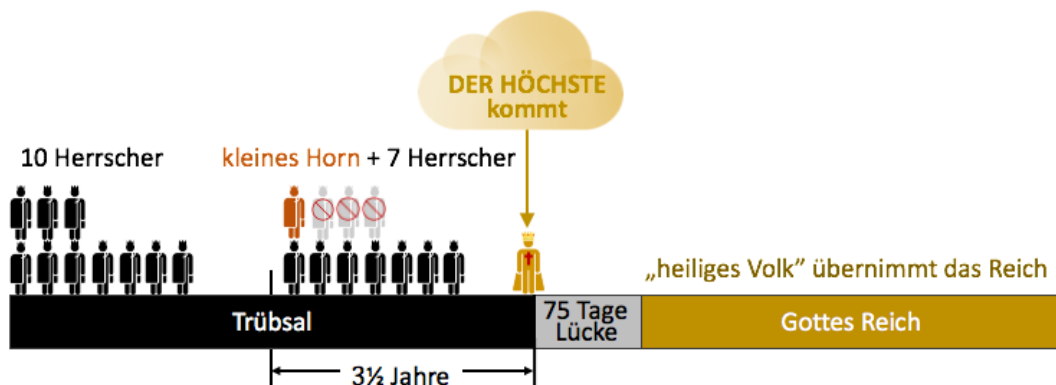 DER HÖCHSTE
kommt
10 Herrscher
kleines Horn + 7 Herrscher
„heiliges Volk” übernimmt das Reich
Trübsal
75 Tage
Lücke
Gottes Reich
3½ Jahre